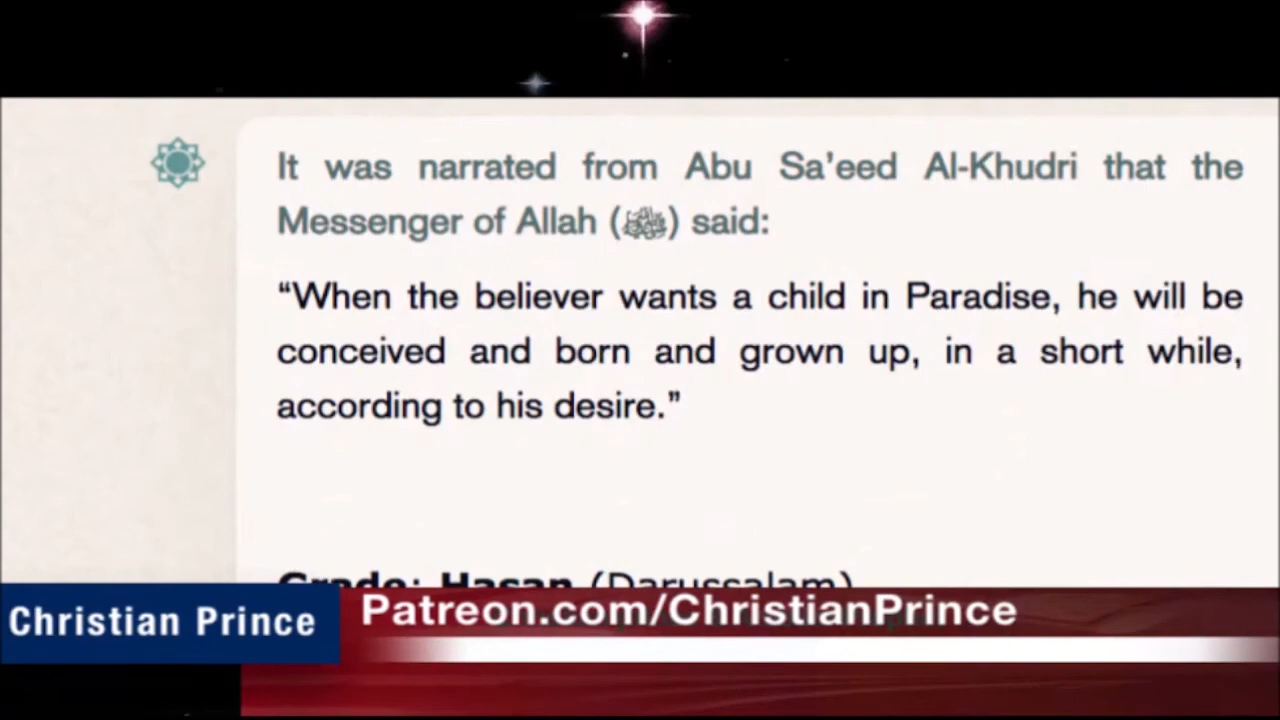 It was narrated from Abu Sa'eed Al-Khudri that the
Messenger of Allah (ﷺ) said:
“When the believer wants a child in Paradise, he will be
conceived and born and grown up, in a short while,
according to his desire.”
Grade: Hasan (Darussalam)
Christian Prince
Patreon.com/ChristianPrince